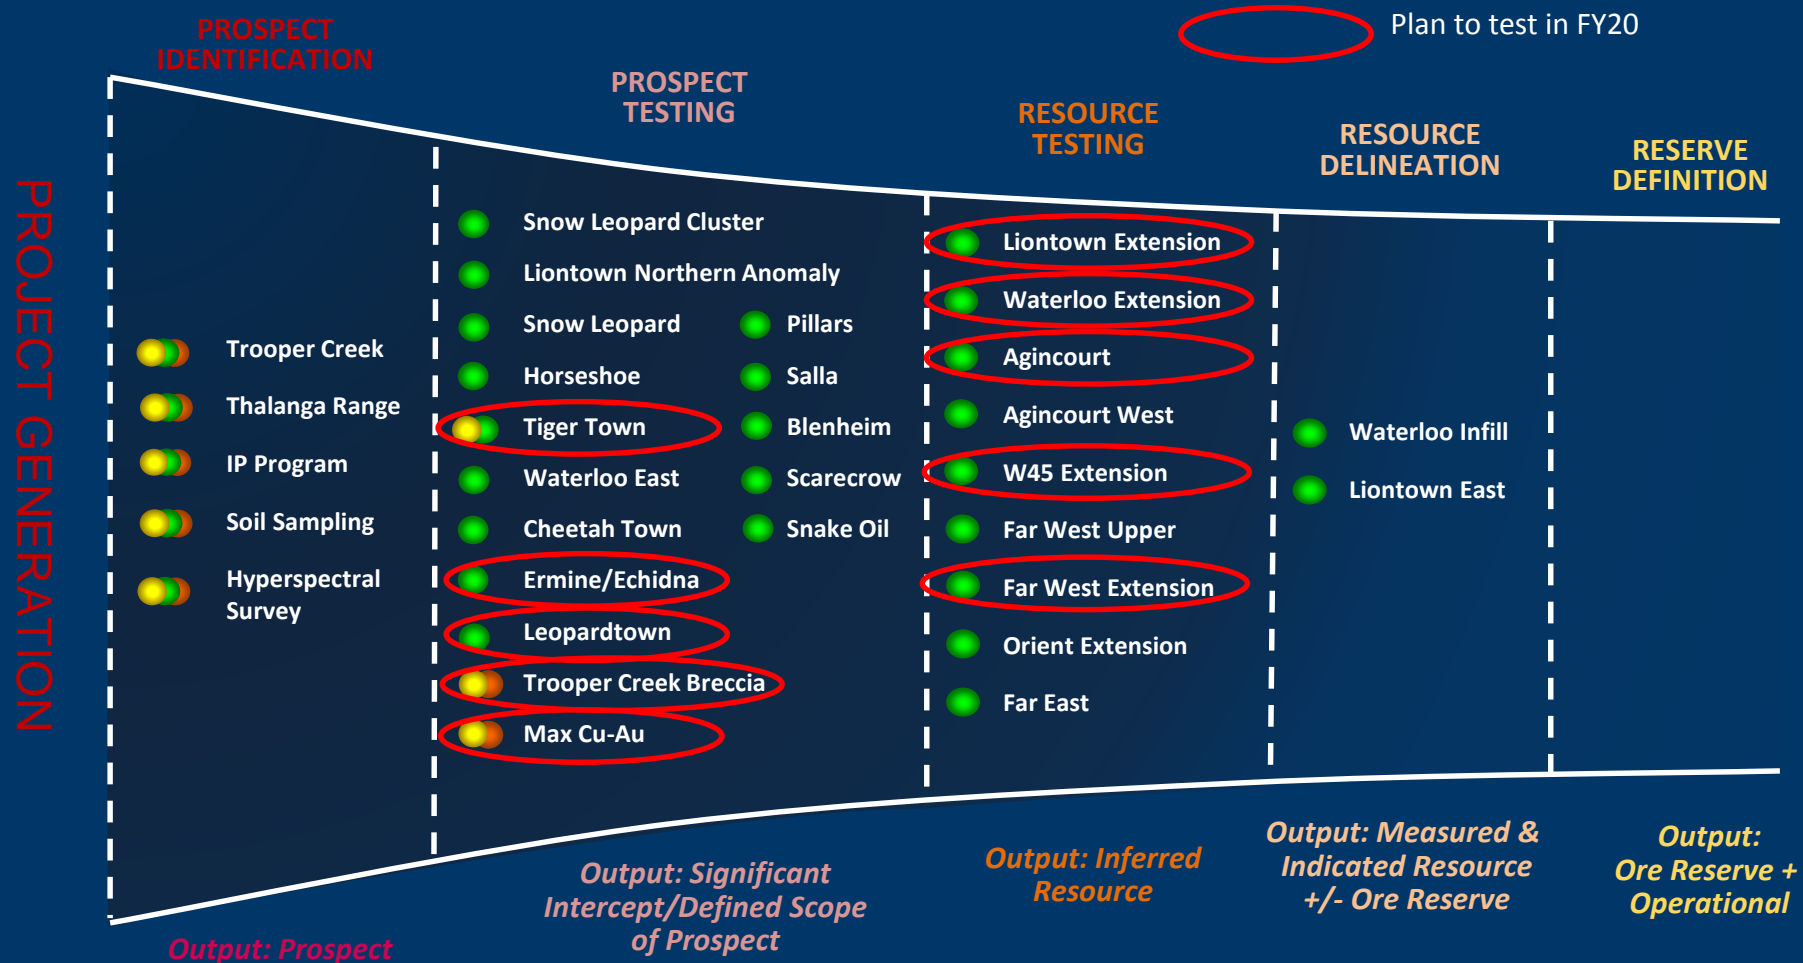 Plan to test in FY20
PROJECT GENERATION
PROSPECT
IDENTIFICATION
Trooper Creek
Thalanga Range
IP Program
Soil Sampling
Hyperspectral
Survey
Output: Prospect
PROSPECT
TESTING
Snow Leopard Cluster
Liontown Northern Anomaly
Snow Leopard
Horseshoe
Tiger Town
Waterloo East
Cheetah Town
Ermine/Echidna
Leopardtown
Trooper Creek Breccia
Max Cu-Au
Pillars
Salla
Blenheim
Scarecrow
Snake Oil
Output: Significant
Intercept/Defined Scope
of Prospect
RESOURCE
TESTING
Liontown Extension
Waterloo Extension
Agincourt
Agincourt West
W45 Extension
Far West Upper
Far West Extension
Orient Extension
Far East
Output: Inferred
Resource
RESOURCE
DELINEATION
Waterloo Infill
Liontown East
Output: Measured &
Indicated Resource
+/- Ore Reserve
RESERVE
DEFINITION
Output:
Ore Reserve +
Operational